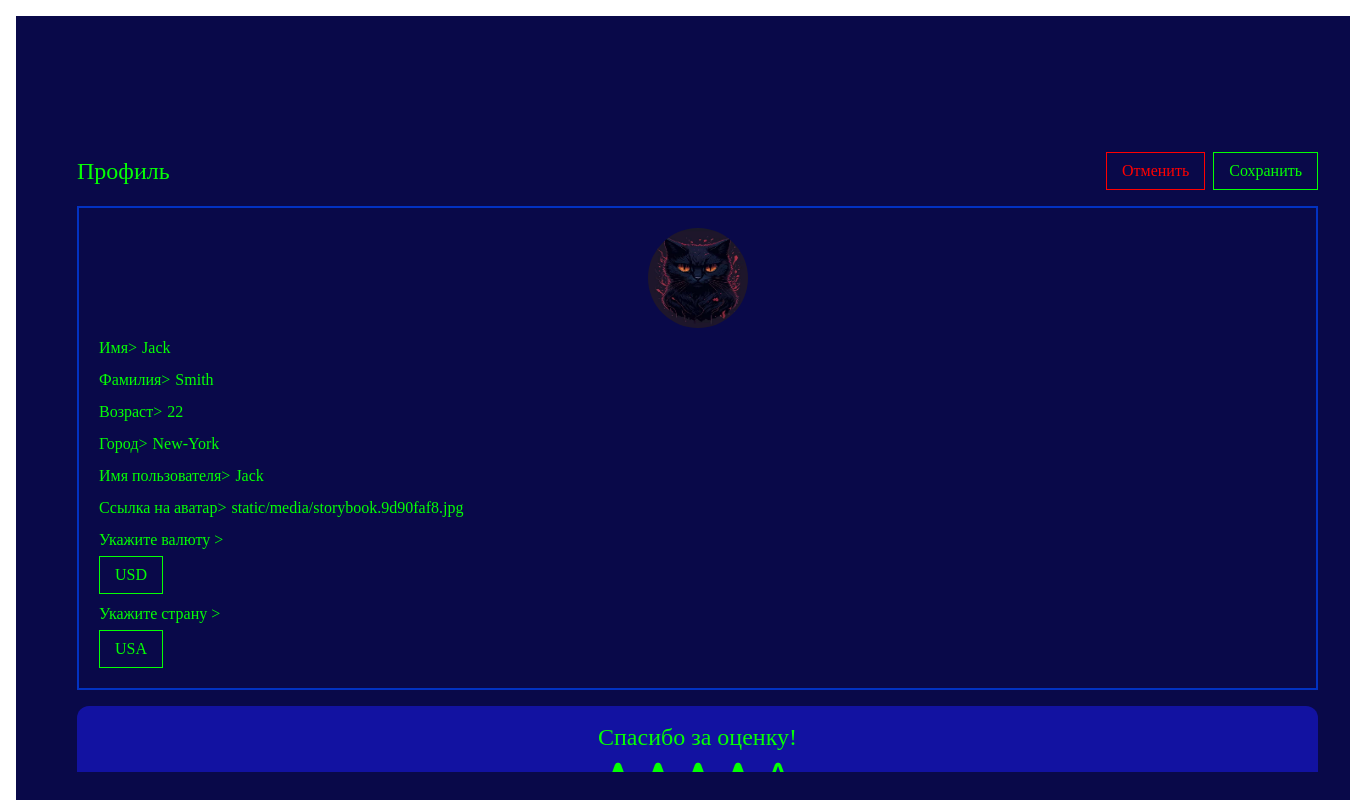 Профиль
Отменить
Сохранить
Имя> Jack
Фамилия> Smith
Возраст> 22
Город> New-York
Имя пользователя> Jack
Ссылка на аватар> static/media/storybook.9d90faf8.jpg
Укажите валюту >
USD
Укажите страну >
USA
Спасибо за оценку!